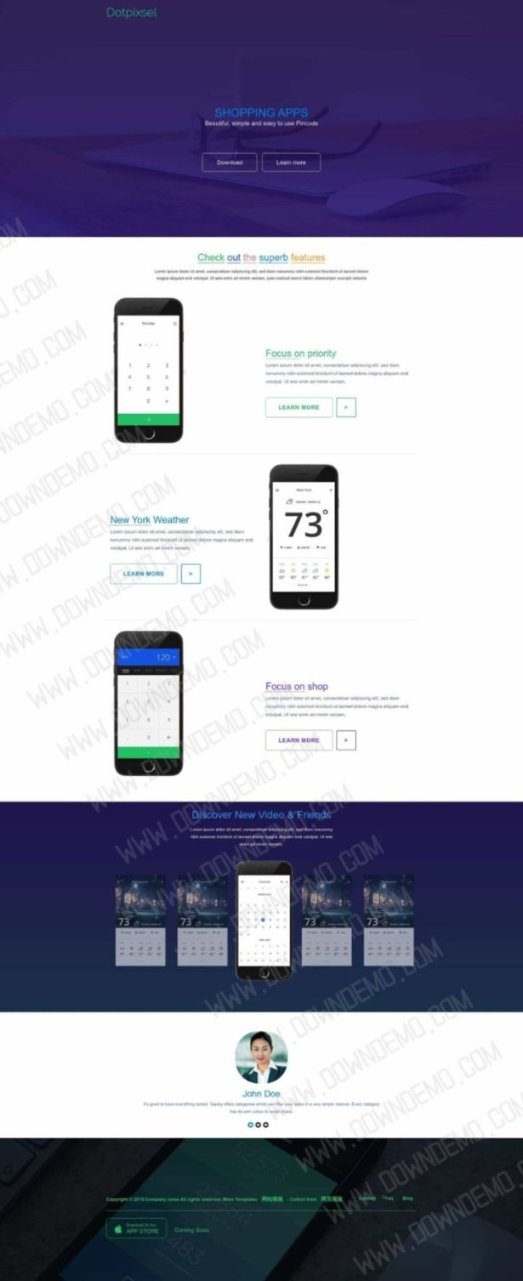 Dotpixsel
SHOPPING APPS
Beautiful, simple and easy to use Pincode
Download
Learn more
Check out the superb features
Lorem ipsum dolor sit amet, consectetuer adipiscing elit, sed diam nonummy nibh euismod tincidunt ut laoreet dolore
magna aliquam erat volutpat. Ut wisi enim ad minim veniam, quis nostrud exerci tation ullamcorper suscipit lobortis
Pincode
1 2 3
4 5 6
7 8 9
0
Focus on priority
Lorem ipsum dolor sit amet, consectetuer adipiscing elit, sed diam
nonummy nibh euismod tincidunt ut laoreet dolore magna aliquam erat
volutpat. Ut wisi enim ad minim veniam.
LEARN MORE
>
New York
73°
New York Weather
Lorem ipsum dolor sit amet, consectetuer adipiscing elit, sed diam
nonummy nibh euismod tincidunt ut laoreet dolore magna aliquam erat
volutpat. Ut wisi enim ad minim veniam.
LEARN MORE
>
120
Focus on shop
Lorem ipsum dolor sit amet, consectetuer adipiscing elit, sed diam
nonummy nibh euismod tincidunt ut laoreet dolore magna aliquam erat
volutpat. Ut wisi enim ad minim veniam.
LEARN MORE
>
Discover New Video & Friends
Lorem ipsum dolor sit amet, consectetuer adipiscing elit, sed diam nonummy
nibh euismod tincidunt ut laoreet dolore magna aliquam erat volutpat. Ut wisi
enim ad minim veniam.
73°
73°
73°
73°
John Doe
Copyright © 2015.Company name All rights reserved. More Templates 网站模板 - Collect from 网页模板
Contact
Faq
Blog
Download On the
APP STORE
Coming Soon
WWW.DOWNDEMO.COM